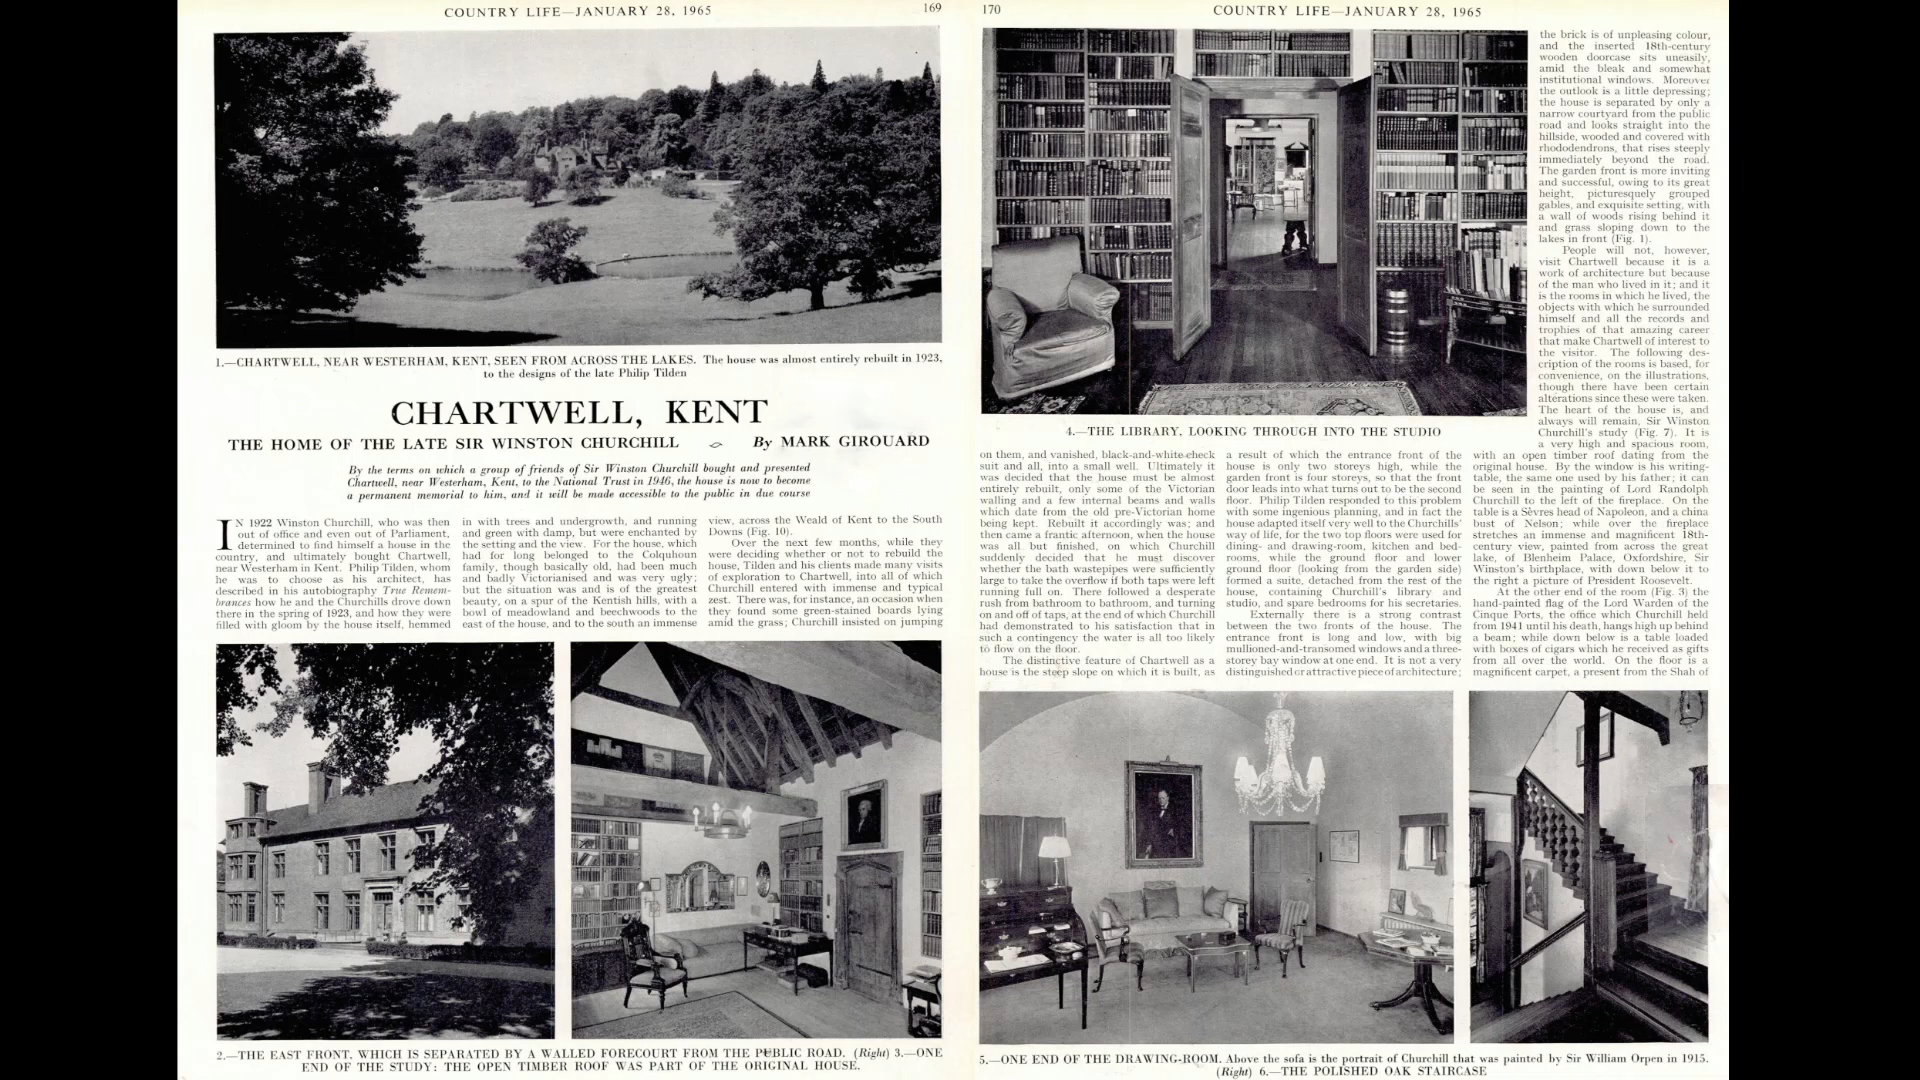 COUNTRY LIFE—JANUARY 28, 1965
169
1.—CHARTWELL, NEAR WESTERHAM, KENT, SEEN FROM ACROSS THE LAKES. The house was almost entirely rebuilt in 1923,
to the designs of the late Philip Tilden
CHARTWELL, KENT
THE HOME OF THE LATE SIR WINSTON CHURCHILL
By MARK GIROUARD
By the terms on which a group of friends of Sir Winston Churchill bought and presented
Chartwell, near Westerham, Kent, to the National Trust in 1946, the house is now to become
a permanent memorial to him, and it will be made accessible to the public in due course
IN 1922 Winston Churchill, who was then
out of office and even out of Parliament,
determined to find himself a house in the
country, and ultimately bought Chartwell,
near Westerham in Kent. Philip Tilden, whom
he was to choose as his architect, has
described in his autobiography True Remem-
brances how he and the Churchills drove down
there in the spring of 1923, and how they were
filled with gloom by the house itself, hemmed
in with trees and undergrowth, and running
and green with damp, but were enchanted by
the setting and the view. For the house, which
had for long belonged to the Colquhoun
family, though basically old, had been much
and badly Victorianised and was very ugly;
but the situation was and is of the greatest
beauty, on a spur of the Kentish hills, with a
bowl of meadowland and beechwoods to the
east of the house, and to the south an immense
view, across the Weald of Kent to the South
Downs (Fig. 10).
Over the next few months, while they
were deciding whether or not to rebuild the
house, Tilden and his clients made many visits
of exploration to Chartwell, into all of which
Churchill entered with immense and typical
zest. There was, for instance, an occasion when
they found some green-stained boards lying
amid the grass; Churchill insisted on jumping
2.—THE EAST FRONT, WHICH IS SEPARATED BY A WALLED FORECOURT FROM THE PUBLIC ROAD. (Right) 3.—ONE
END OF THE STUDY: THE OPEN TIMBER ROOF WAS PART OF THE ORIGINAL HOUSE.
170
COUNTRY LIFE—JANUARY 28, 1965
4.—THE LIBRARY, LOOKING THROUGH INTO THE STUDIO
on them, and vanished, black-and-white-check
suit and all, into a small well. Ultimately it
was decided that the house must be almost
entirely rebuilt, only some of the Victorian
walling and a few internal beams and walls
which date from the old pre-Victorian home
being kept. Rebuilt it accordingly was; and
then came a frantic afternoon, when the house
was all but finished, on which Churchill
suddenly decided that he must discover
whether the bath wastepipes were sufficiently
large to take the overflow if both taps were left
running full on. There followed a desperate
rush from bathroom to bathroom, and turning
on and off of taps, at the end of which Churchill
had demonstrated to his satisfaction that in
such a contingency the water is all too likely
to flow on the floor.
The distinctive feature of Chartwell as a
house is the steep slope on which it is built, as
a result of which the entrance front of the
house is only two storeys high, while the
garden front is four storeys, so that the front
door leads into what turns out to be the second
floor. Philip Tilden responded to this problem
with some ingenious planning, and in fact the
house adapted itself very well to the Churchills'
way of life, for the two top floors were used for
dining- and drawing-room, kitchen and bed-
rooms, while the ground floor and lower
ground floor (looking from the garden side)
formed a suite, detached from the rest of the
house, containing Churchill's library and
studio, and spare bedrooms for his secretaries.
Externally there is a strong contrast
between the two fronts of the house. The
entrance front is long and low, with big
mullioned-and-transomed windows and a three-
storey bay window at one end. It is not a very
distinguished or attractive piece of architecture;
the brick is of unpleasing colour,
and the inserted 18th-century
wooden doorcase sits uneasily,
amid the bleak and somewhat
institutional windows. Moreover
the outlook is a little depressing;
the house is separated by only a
narrow courtyard from the public
road and looks straight into the
hillside, wooded and covered with
rhododendrons, that rises steeply
immediately beyond the road.
The garden front is more inviting
and successful, owing to its great
height, picturesquely grouped
gables, and exquisite setting, with
a wall of woods rising behind it
and grass sloping down to the
lakes in front (Fig. 1).
People will not, however,
visit Chartwell because it is a
work of architecture but because
of the man who lived in it; and it
is the rooms in which he lived, the
objects with which he surrounded
himself and all the records and
trophies of that amazing career
that make Chartwell of interest to
the visitor. The following des-
cription of the rooms is based, for
convenience, on the illustrations,
though there have been certain
alterations since these were taken.
The heart of the house is, and
always will remain, Sir Winston
Churchill's study (Fig. 7). It is
a very high and spacious room,
with an open timber roof dating from the
original house. By the window is his writing-
table, the same one used by his father; it can
be seen in the painting of Lord Randolph
Churchill to the left of the fireplace. On the
table is a Sèvres head of Napoleon, and a china
bust of Nelson; while over the fireplace
stretches an immense and magnificent 18th-
century view, painted from across the great
lake, of Blenheim Palace, Oxfordshire, Sir
Winston's birthplace, with down below it to
the right a picture of President Roosevelt.
At the other end of the room (Fig. 3) the
hand-painted flag of the Lord Warden of the
Cinque Ports, the office which Churchill held
from 1941 until his death, hangs high up behind
a beam; while down below is a table loaded
with boxes of cigars which he received as gifts
from all over the world. On the floor is a
magnificent carpet, a present from the Shah of
5.—ONE END OF THE DRAWING-ROOM. Above the sofa is the portrait of Churchill that was painted by Sir William Orpen in 1915.
(Right) 6.—THE POLISHED OAK STAIRCASE